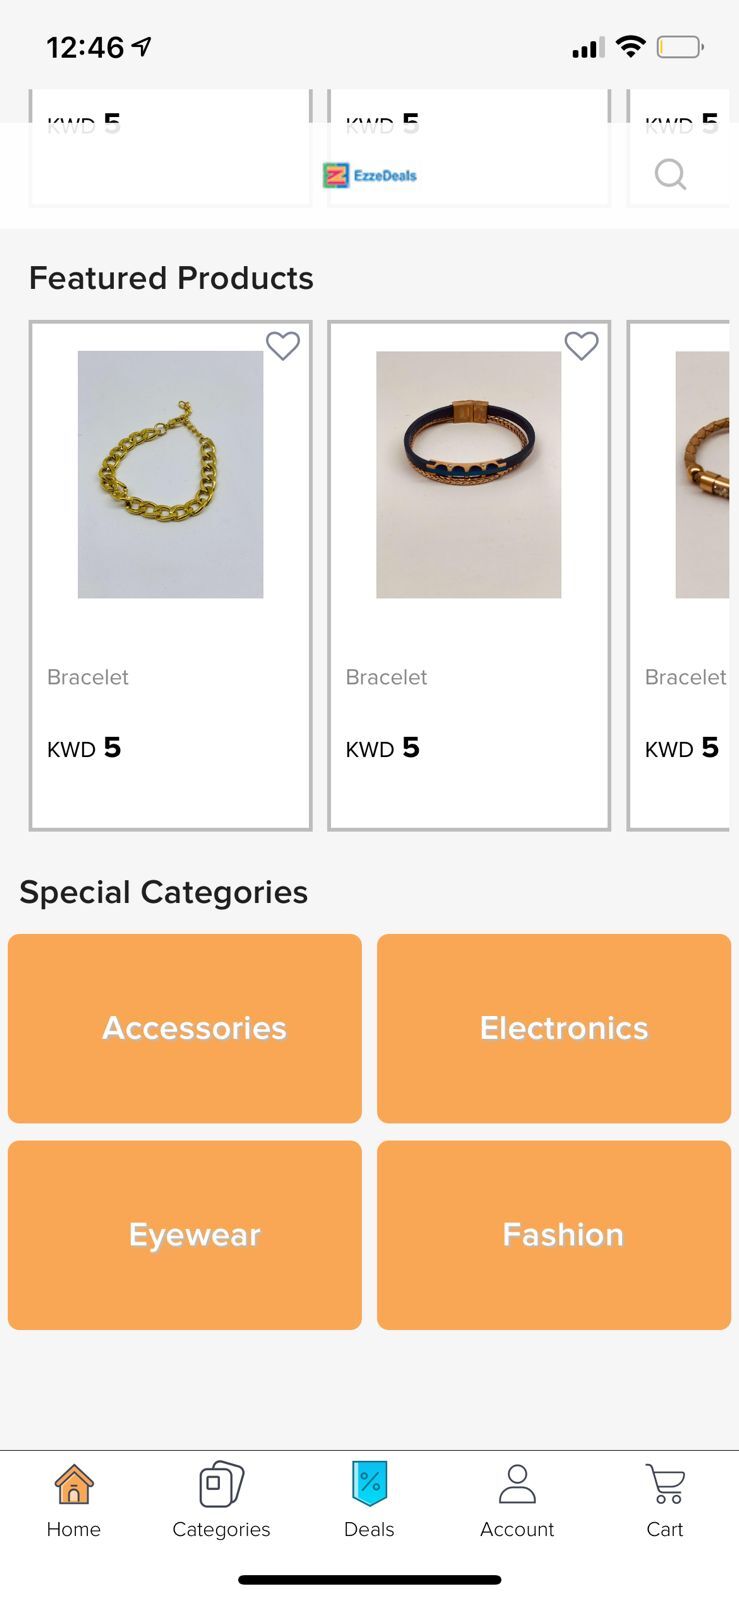 12:46
KWD 5 KWD 5 KWD 5
EzzeDeals
Featured Products
Bracelet Bracelet Bracelet
KWD 5 KWD 5 KWD 5
Special Categories
Accessories Electronics
Eyewear Fashion
%
Home Categories Deals Account Cart